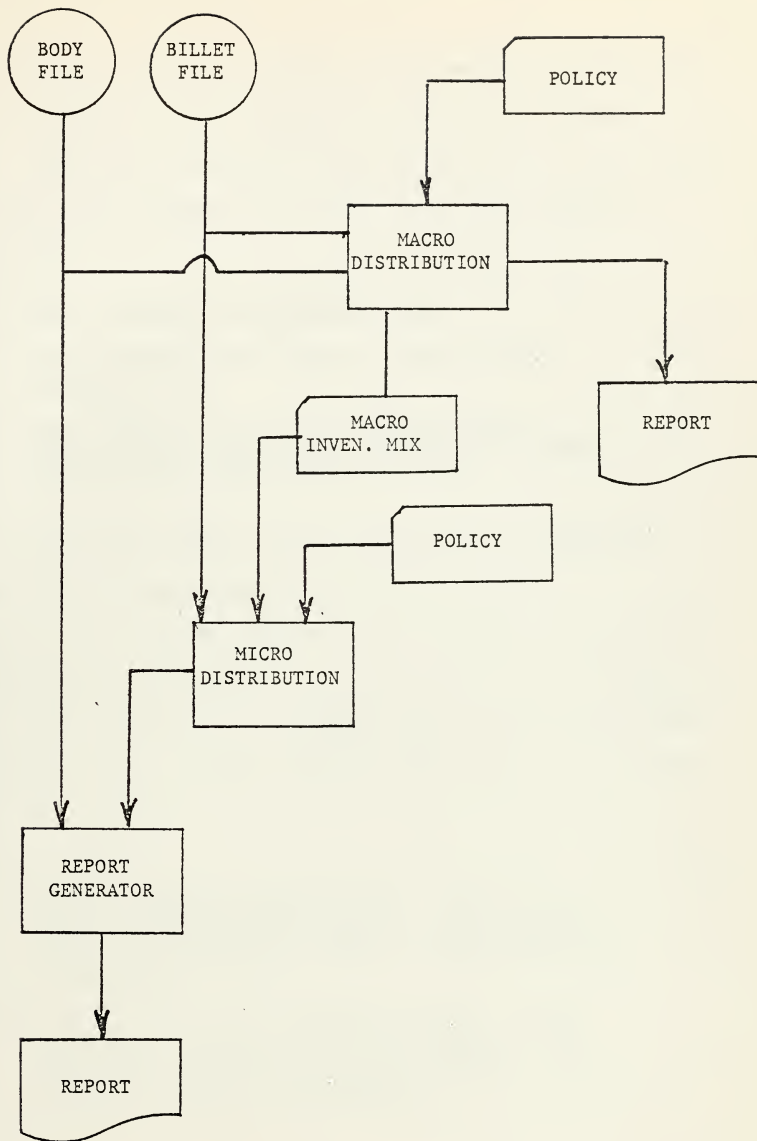 BODY
FILE
BILLET
FILE
POLICY
MACRO
DISTRIBUTION
MACRO
INVEN. MIX
REPORT
POLICY
MICRO
DISTRIBUTION
REPORT
GENERATOR
REPORT